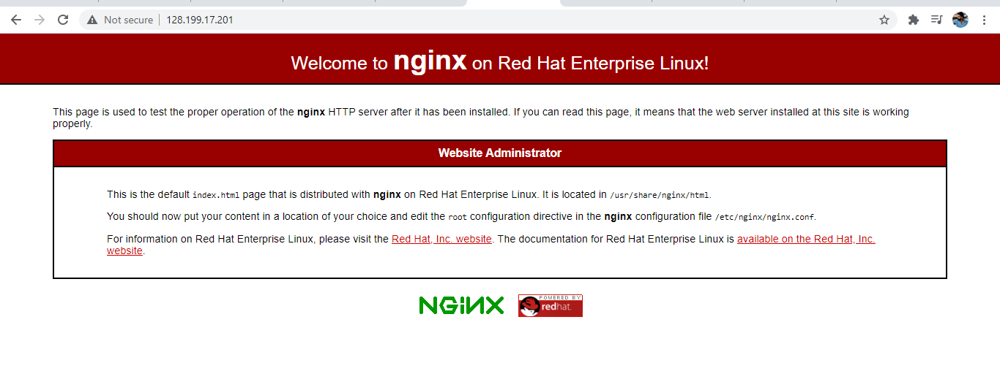 Not secure 128.199.17.201
Welcome to nginx on Red Hat Enterprise Linux!
This page is used to test the proper operation of the nginx HTTP server after it has been installed. If you can read this page, it means that the web server installed at this site is working
properly.
Website Administrator
This is the default index.html page that is distributed with nginx on Red Hat Enterprise Linux. It is located in /usr/share/nginx/html.
You should now put your content in a location of your choice and edit the root configuration directive in the nginx configuration file /etc/nginx/nginx.conf.
For information on Red Hat Enterprise Linux, please visit the Red Hat, Inc. website. The documentation for Red Hat Enterprise Linux is available on the Red Hat, Inc.
website.
NGINX
POWERED BY
redhat.